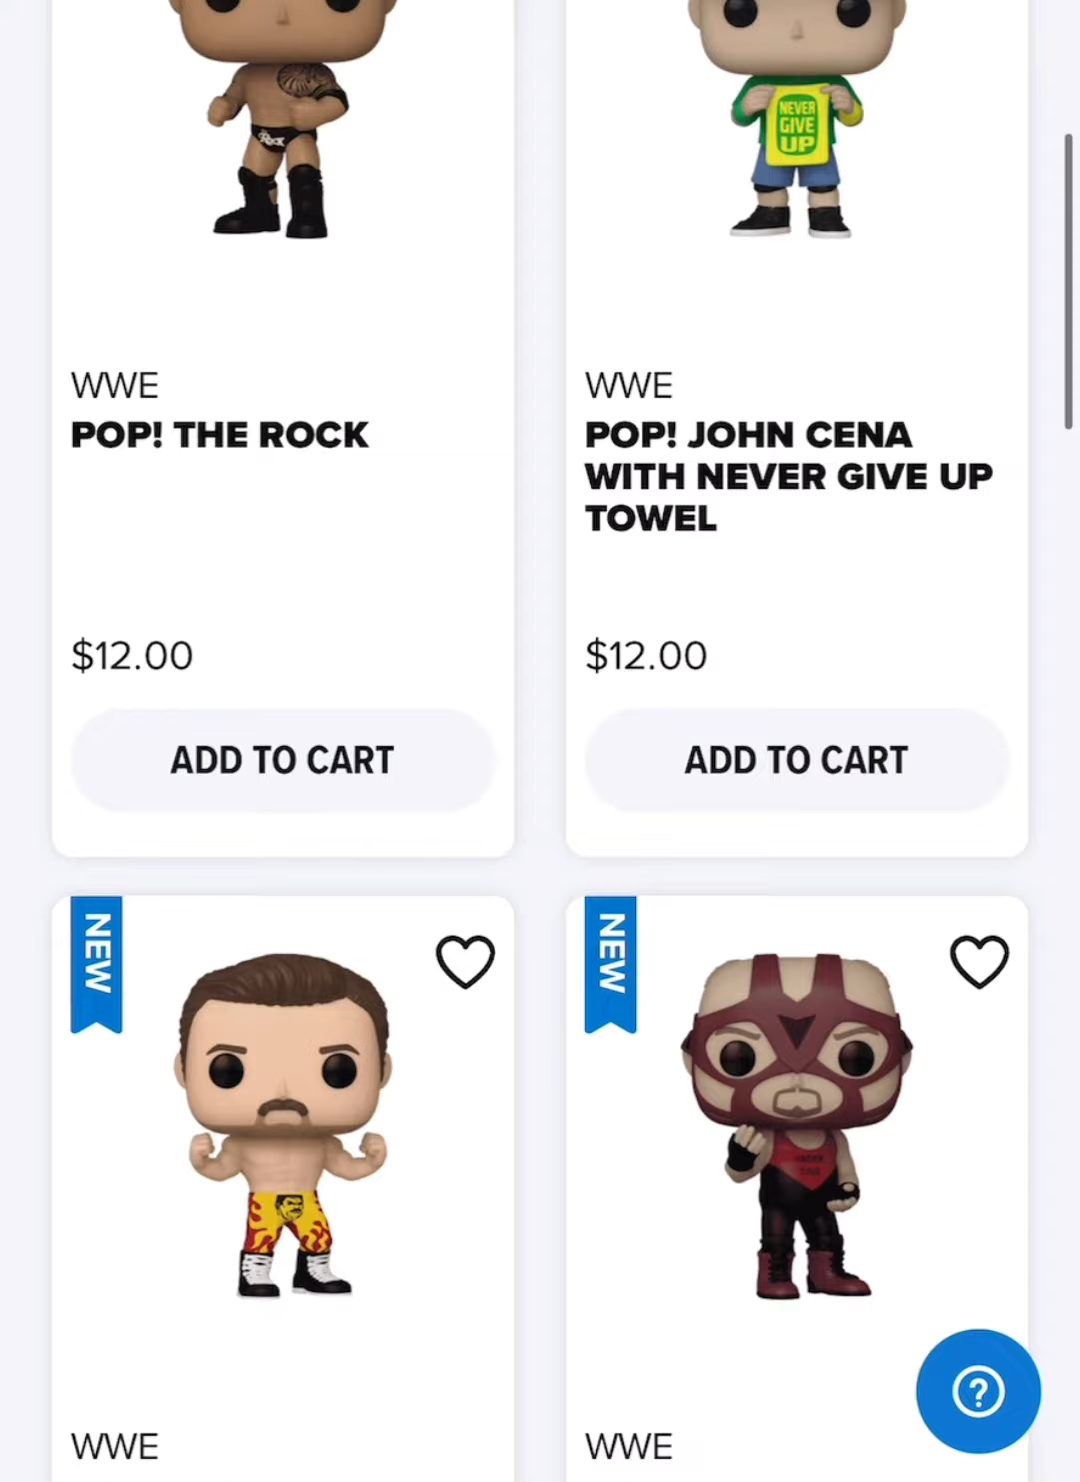 Rock
NEVER
GIVE
UP
WWE
WWE
POP! THE ROCK
POP! JOHN CENA
WITH NEVER GIVE UP
TOWEL
$12.00
$12.00
ADD TO CART
ADD TO CART
NEW
NEW
?
WWE
WWE